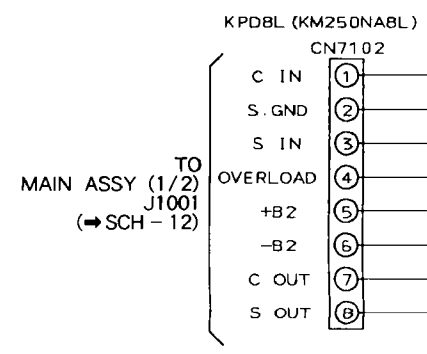 KPD8L (KM250NA8L)
CN7102
C IN 1
S.GND 2
S IN 3
OVERLOAD 4
+B2 5
-B2 6
C OUT 7
S OUT 8
TO
MAIN ASSY (1/2)
J1001
(➡SCH-12)